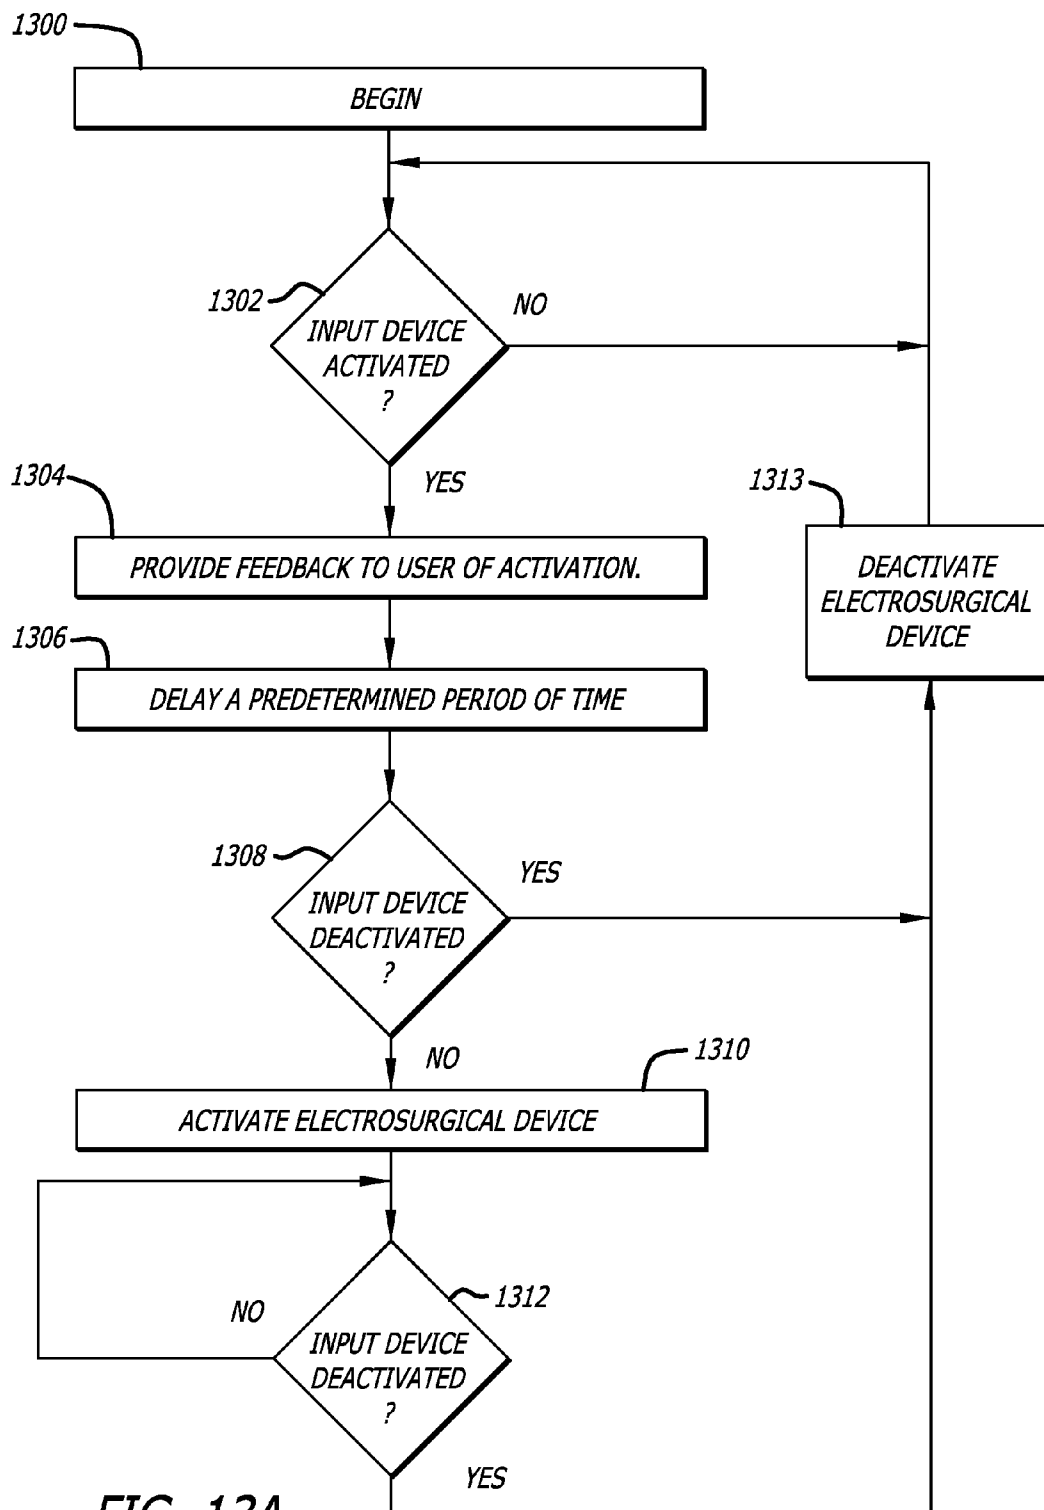 1300
BEGIN
1302
INPUT DEVICE
ACTIVATED
?
NO
YES
1304
PROVIDE FEEDBACK TO USER OF ACTIVATION.
1313
DEACTIVATE
ELECTROSURGICAL
DEVICE
1306
DELAY A PREDETERMINED PERIOD OF TIME
1308
INPUT DEVICE
DEACTIVATED
?
YES
NO
1310
ACTIVATE ELECTROSURGICAL DEVICE
1312
NO
INPUT DEVICE
DEACTIVATED
?
YES
FIG. 13A